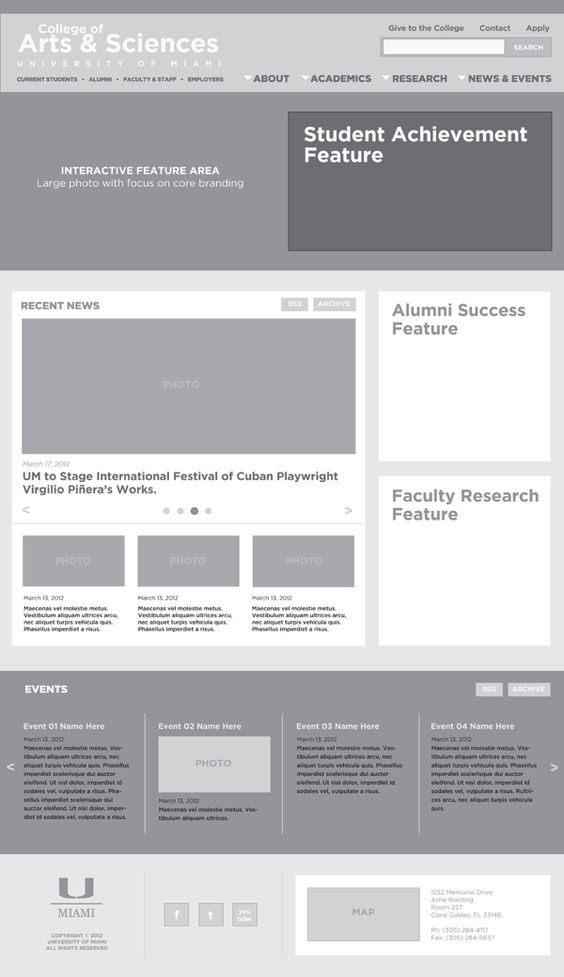 College of
Arts & Sciences
UNIVERSITY OF MIAMI
Give to the College Contact Apply
SEARCH
CURRENT STUDENTS • ALUMNI • FACULTY & STAFF • EMPLOYERS
ABOUT ACADEMICS RESEARCH NEWS & EVENTS
INTERACTIVE FEATURE AREA
Large photo with focus on core branding
Student Achievement
Feature
RECENT NEWS
RSS ARCHIVE
PHOTO
March 17, 2012
UM to Stage International Festival of Cuban Playwright
Virgilio Piñera's Works.
< >
PHOTO
March 13, 2012
Maecenas vel molestie metus.
Vestibulum aliquam ultrices arcu,
nec aliquet turpis vehicula quis.
Phasellus imperdiet a risus.
PHOTO
March 13, 2012
Maecenas vel molestie metus.
Vestibulum aliquam ultrices arcu,
nec aliquet turpis vehicula quis.
Phasellus imperdiet a risus.
PHOTO
March 13, 2012
Maecenas vel molestie metus.
Vestibulum aliquam ultrices arcu,
nec aliquet turpis vehicula quis.
Phasellus imperdiet a risus.
Alumni Success
Feature
Faculty Research
Feature
EVENTS
RSS ARCHIVE
<
Event 01 Name Here
March 13, 2012
Maecenas vel molestie metus. Ves-
tibulum aliquam ultrices arcu, nec
aliquet turpis vehicula quis. Phasellus
imperdiet scelerisque dui auctor
eleifend. Ut nisl dolor, imperdiet id
sodales vel, vulputate a risus. Pha-
sellus imperdiet scelerisque dui
auctor eleifend. Ut nisl dolor, imper-
diet id sodales vel, vulputate a risus.
Event 02 Name Here
PHOTO
March 13, 2012
Maecenas vel molestie metus. Ves-
tibulum aliquam ultrices.
Event 03 Name Here
March 13, 2012
Maecenas vel molestie metus. Ves-
tibulum aliquam ultrices arcu, nec
aliquet turpis vehicula quis. Phasellus
imperdiet scelerisque dui auctor
eleifend. Ut nisl dolor, imperdiet id
sodales vel, vulputate a risus.
Event 04 Name Here
March 13, 2012
Maecenas vel molestie metus. Ves-
tibulum aliquam ultrices arcu, nec
aliquet turpis vehicula quis. Phasellus
imperdiet scelerisque dui auctor
eleifend. Ut nisl dolor, imperdiet id
sodales vel, vulputate a risus. Rultri-
ces arcu, nec aliquet turpis vehicula
quis.
>
U
MIAMI
COPYRIGHT © 2012
UNIVERSITY OF MIAMI
ALL RIGHTS RESERVED
f t you
tube
MAP
1252 Memorial Drive
Ashe Building
Room 227
Coral Gables, FL 33146
Ph: (305) 284-4117
Fax: (305) 284-5637